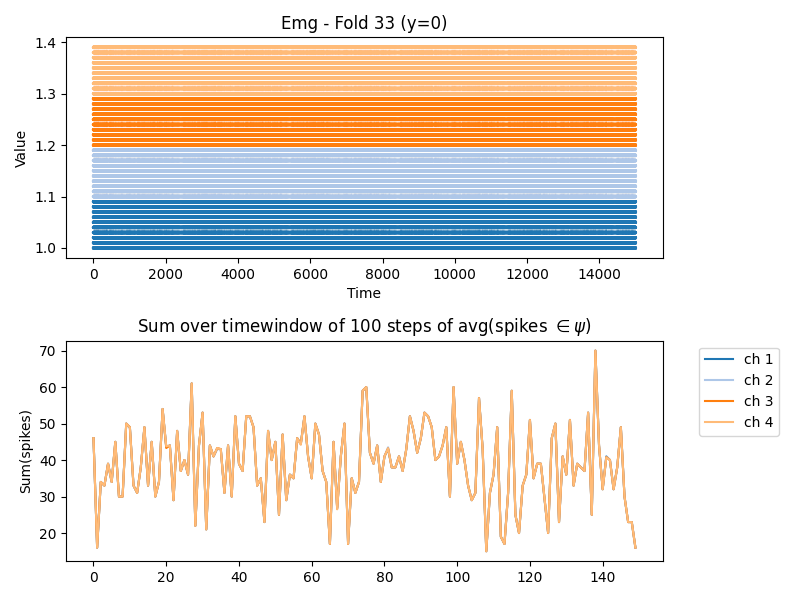 Emg - Fold 33 (y=0)
1.4
1.3
1.2
1.1
1.0
Value
0 2000 4000 6000 8000 10000 12000 14000
Time
Sum over timewindow of 100 steps of avg(spikes ∈ ψ)
70
60
50
40
30
20
Sum(spikes)
0 20 40 60 80 100 120 140
ch 1
ch 2
ch 3
ch 4